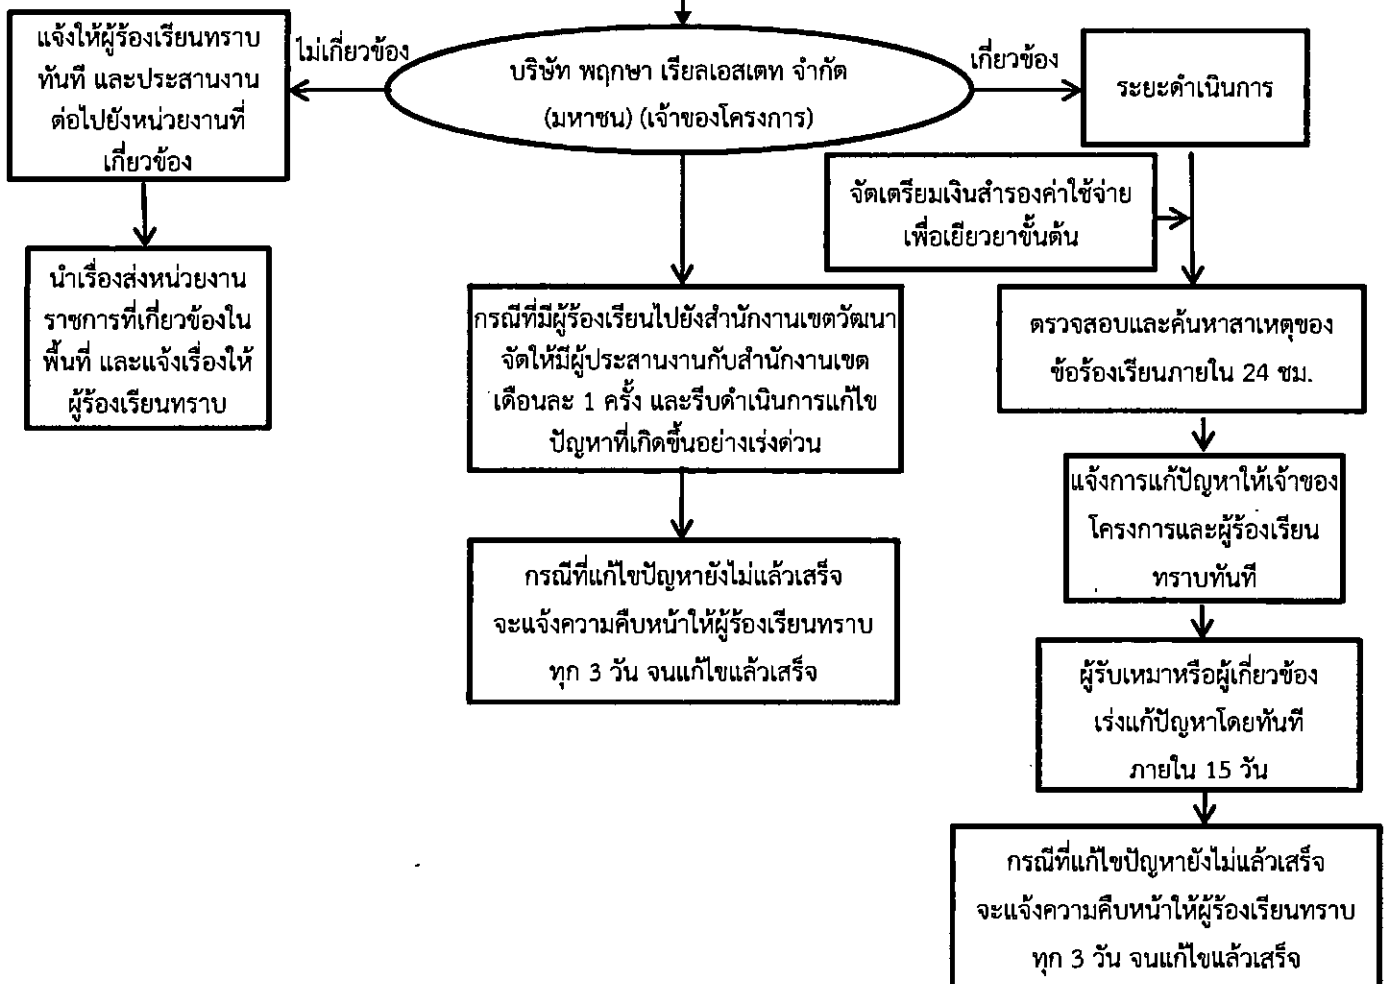 แจ้งให้ผู้ร้องเรียนทราบ
ทันที และประสานงาน
ต่อไปยังหน่วยงานที่
เกี่ยวข้อง
ไม่เกี่ยวข้อง
บริษัท พฤกษา เรียลเอสเตท จำกัด
(มหาชน) (เจ้าของโครงการ)
เกี่ยวข้อง
ระยะดำเนินการ
จัดเตรียมเงินสำรองค่าใช้จ่าย
เพื่อเยียวยาขั้นต้น
นำเรื่องส่งหน่วยงาน
ราชการที่เกี่ยวข้องใน
พื้นที่ และแจ้งเรื่องให้
ผู้ร้องเรียนทราบ
กรณีที่มีผู้ร้องเรียนไปยังสำนักงานเขตวัฒนา
จัดให้มีผู้ประสานงานกับสำนักงานเขต
เดือนละ 1 ครั้ง และรีบดำเนินการแก้ไข
ปัญหาที่เกิดขึ้นอย่างเร่งด่วน
กรณีที่แก้ไขปัญหายังไม่แล้วเสร็จ
จะแจ้งความคืบหน้าให้ผู้ร้องเรียนทราบ
ทุก 3 วัน จนแก้ไขแล้วเสร็จ
ตรวจสอบและค้นหาสาเหตุของ
ข้อร้องเรียนภายใน 24 ชม.
แจ้งการแก้ปัญหาให้เจ้าของ
โครงการและผู้ร้องเรียน
ทราบทันที
ผู้รับเหมาหรือผู้เกี่ยวข้อง
เร่งแก้ปัญหาโดยทันที
ภายใน 15 วัน
กรณีที่แก้ไขปัญหายังไม่แล้วเสร็จ
จะแจ้งความคืบหน้าให้ผู้ร้องเรียนทราบ
ทุก 3 วัน จนแก้ไขแล้วเสร็จ